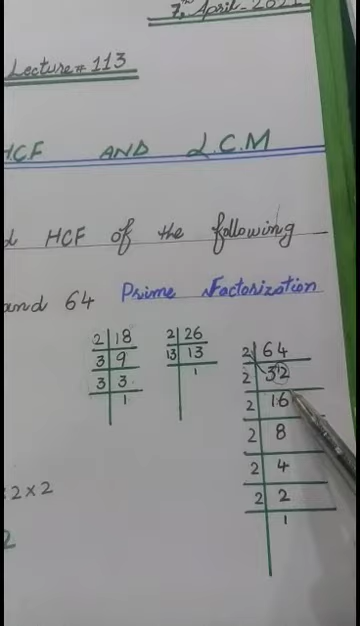 7, April-2021
Lecture # 113
HCF AND L.C.M
HCF of the following
and 64 Prime Factorization
2 18 2 26 2 64
3 9 13 13 2 32
3 3 1 2 16
1 2 8
2 4
2 2
1
2 × 2
2